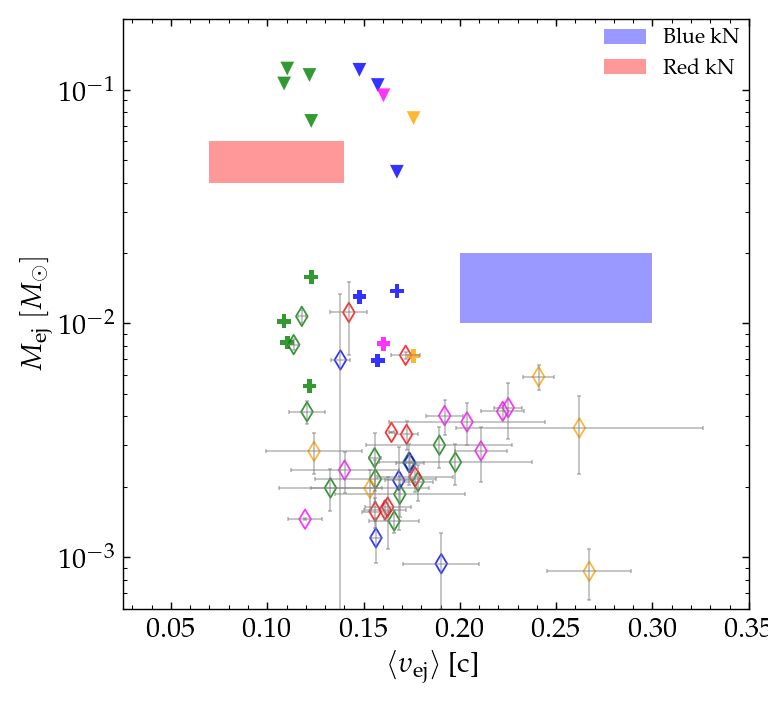 Blue kN
Red kN
10⁻¹
10⁻²
10⁻³
M_ej [M_⊙]
0.05 0.10 0.15 0.20 0.25 0.30 0.35
⟨v_ej⟩ [c]